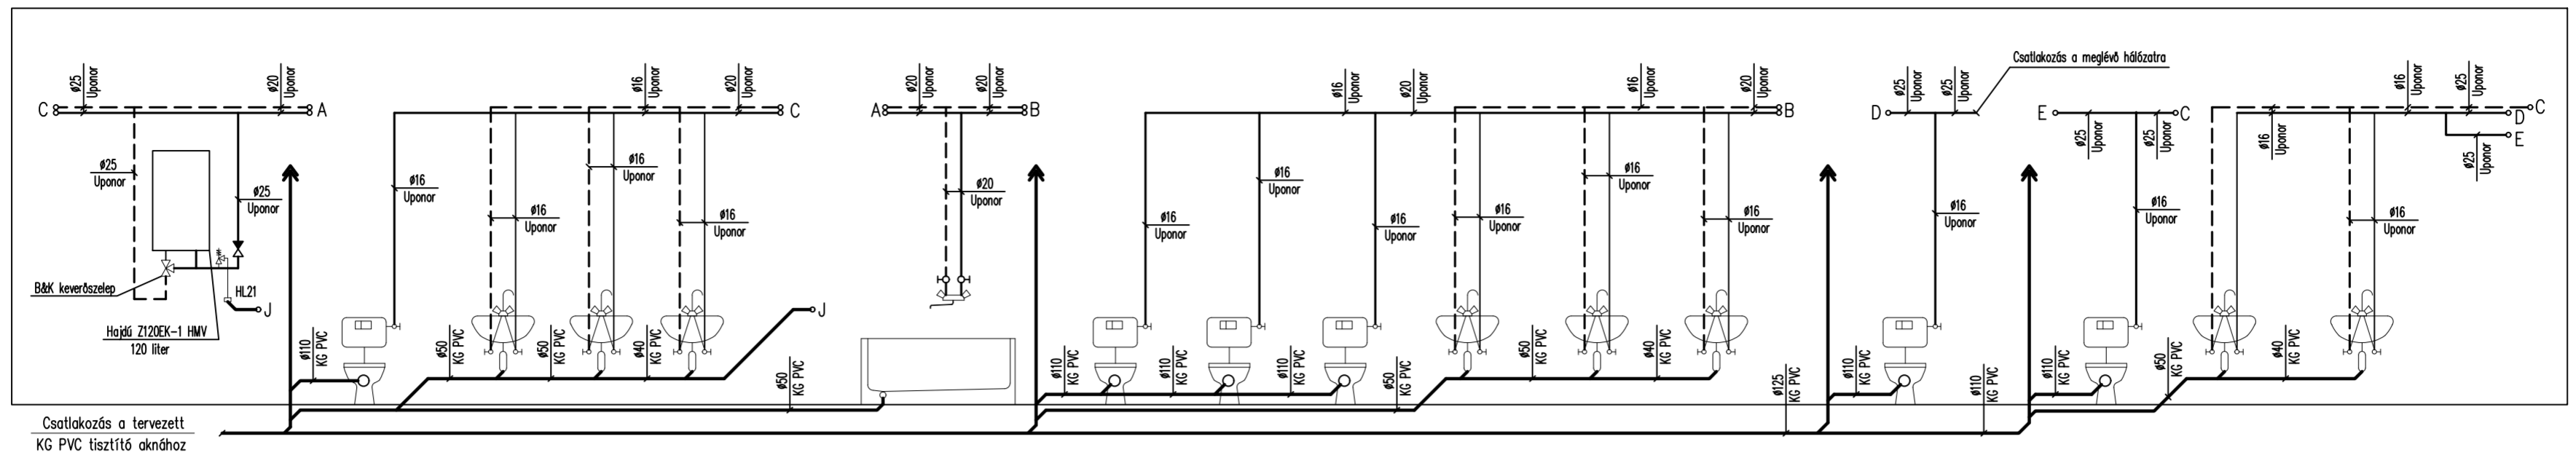 Csatlakozás a meglévő hálózatra
ø25
Uponor
ø20
Uponor
ø16
Uponor
ø20
Uponor
ø20
Uponor
ø20
Uponor
ø16
Uponor
ø20
Uponor
ø16
Uponor
ø20
Uponor
ø25
Uponor
ø25
Uponor
ø16
Uponor
ø25
Uponor
C
A
C
A
B
B
D
E
C
C
D
E
ø25
Uponor
ø25
Uponor
ø16
Uponor
ø25
Uponor
ø25
Uponor
ø25
Uponor
ø16
Uponor
ø16
Uponor
ø16
Uponor
ø16
Uponor
ø20
Uponor
ø16
Uponor
ø16
Uponor
ø16
Uponor
ø16
Uponor
ø16
Uponor
ø16
Uponor
ø16
Uponor
ø16
Uponor
ø16
Uponor
ø16
Uponor
B&K keverőszelep
HL21
J
J
Hajdú Z120EK-1 HMV
120 liter
ø110
KG PVC
ø50
KG PVC
ø50
KG PVC
ø40
KG PVC
ø50
KG PVC
ø110
KG PVC
ø110
KG PVC
ø110
KG PVC
ø50
KG PVC
ø50
KG PVC
ø40
KG PVC
ø125
KG PVC
ø110
KG PVC
ø110
KG PVC
ø110
KG PVC
ø50
KG PVC
ø40
KG PVC
Csatlakozás a tervezett
KG PVC tisztító aknához